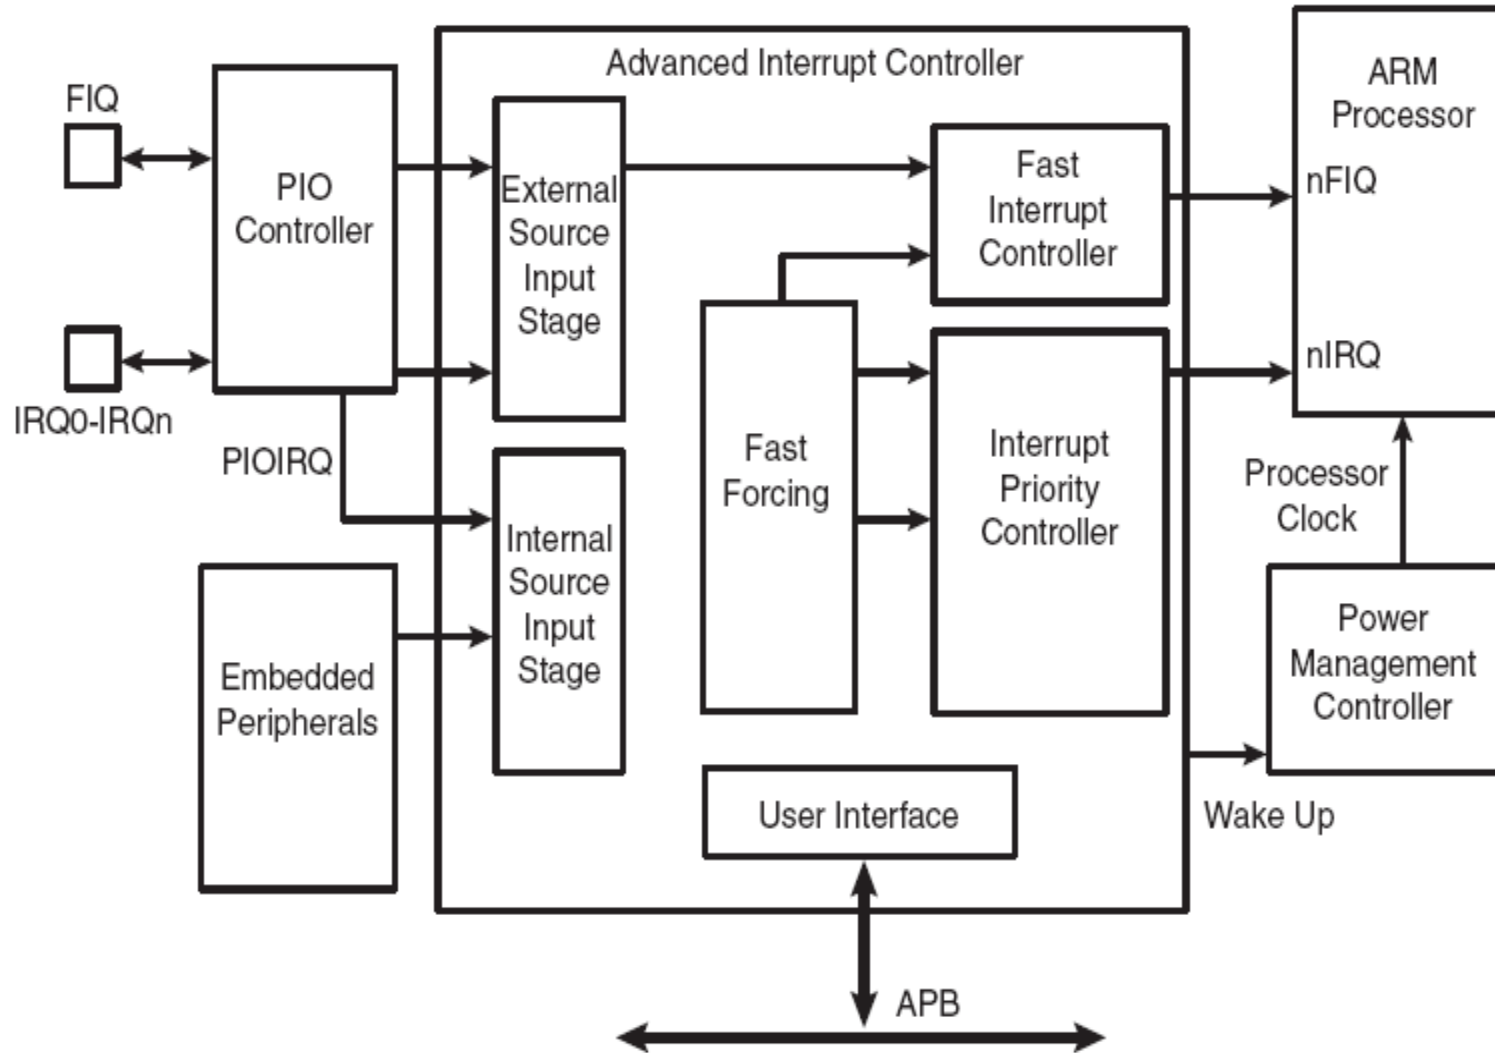 Advanced Interrupt Controller
FIQ
PIO
Controller
IRQ0-IRQn
PIOIRQ
Embedded
Peripherals
External
Source
Input
Stage
Internal
Source
Input
Stage
Fast
Forcing
Fast
Interrupt
Controller
Interrupt
Priority
Controller
User Interface
APB
ARM
Processor
nFIQ
nIRQ
Processor
Clock
Power
Management
Controller
Wake Up